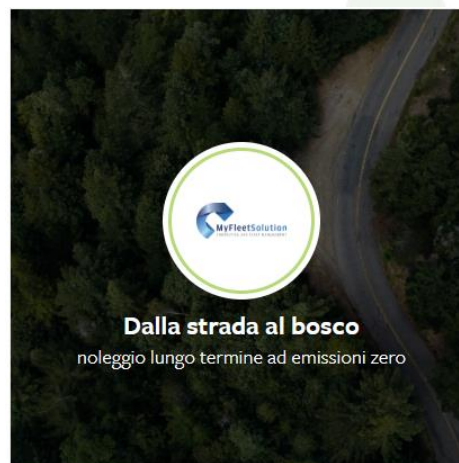 MyFleetSolution
Dalla strada al bosco
noleggio lungo termine ad emissioni zero